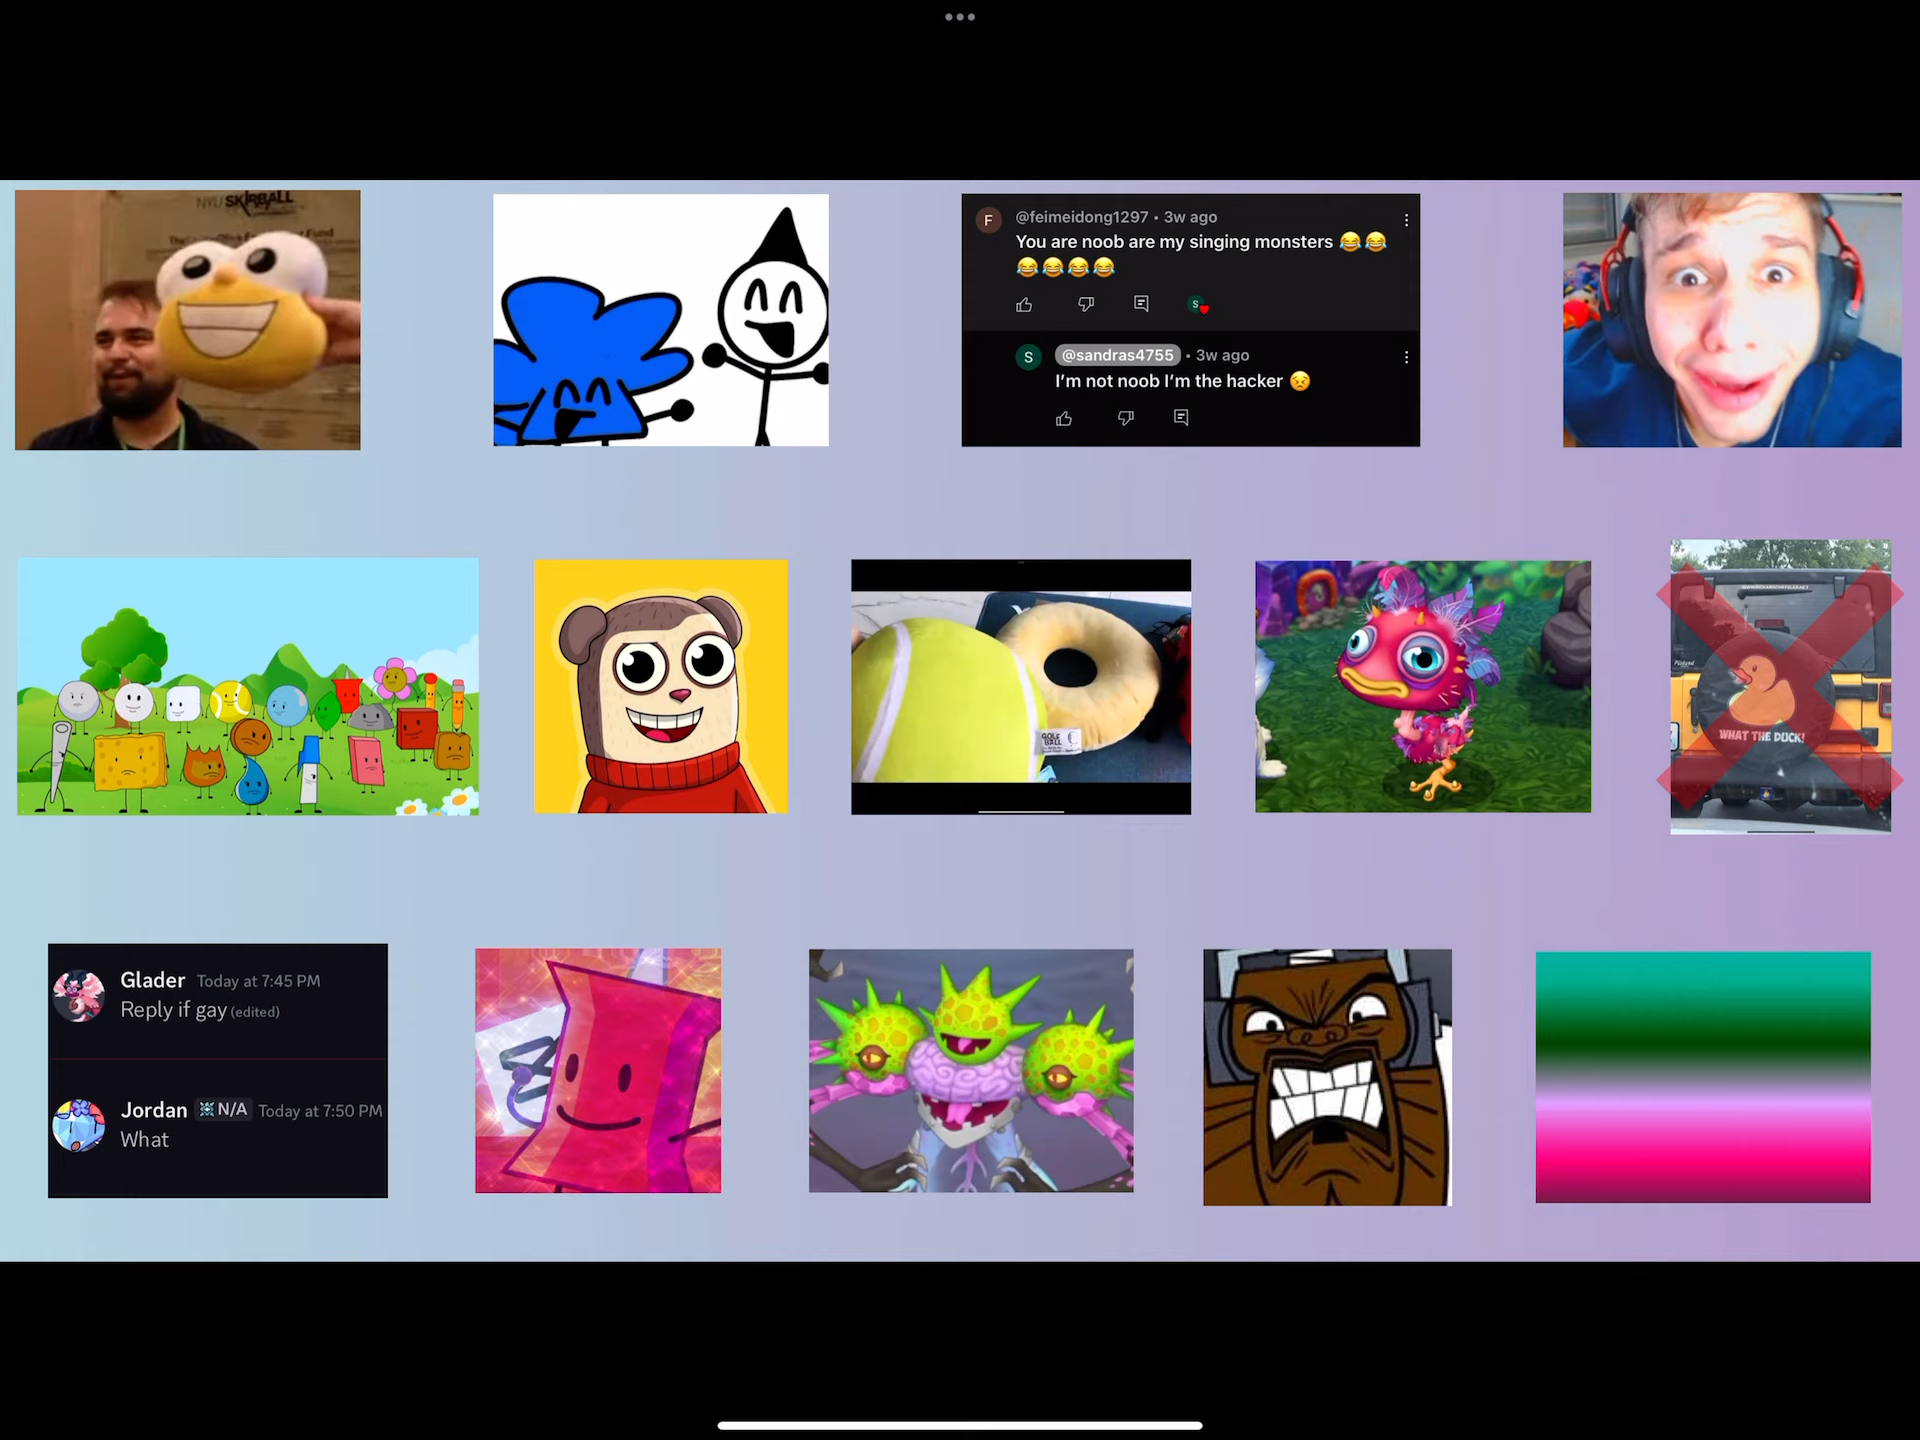 NYU SKIRBALL
@feimeidong1297 • 3w ago
You are noob are my singing monsters 😂😂
😂😂😂😂
@sandras4755 • 3w ago
I'm not noob I'm the hacker 😣
GOLF
BALL
WHAT THE DUCK!
Glader Today at 7:45 PM
Reply if gay (edited)
Jordan N/A Today at 7:50 PM
What